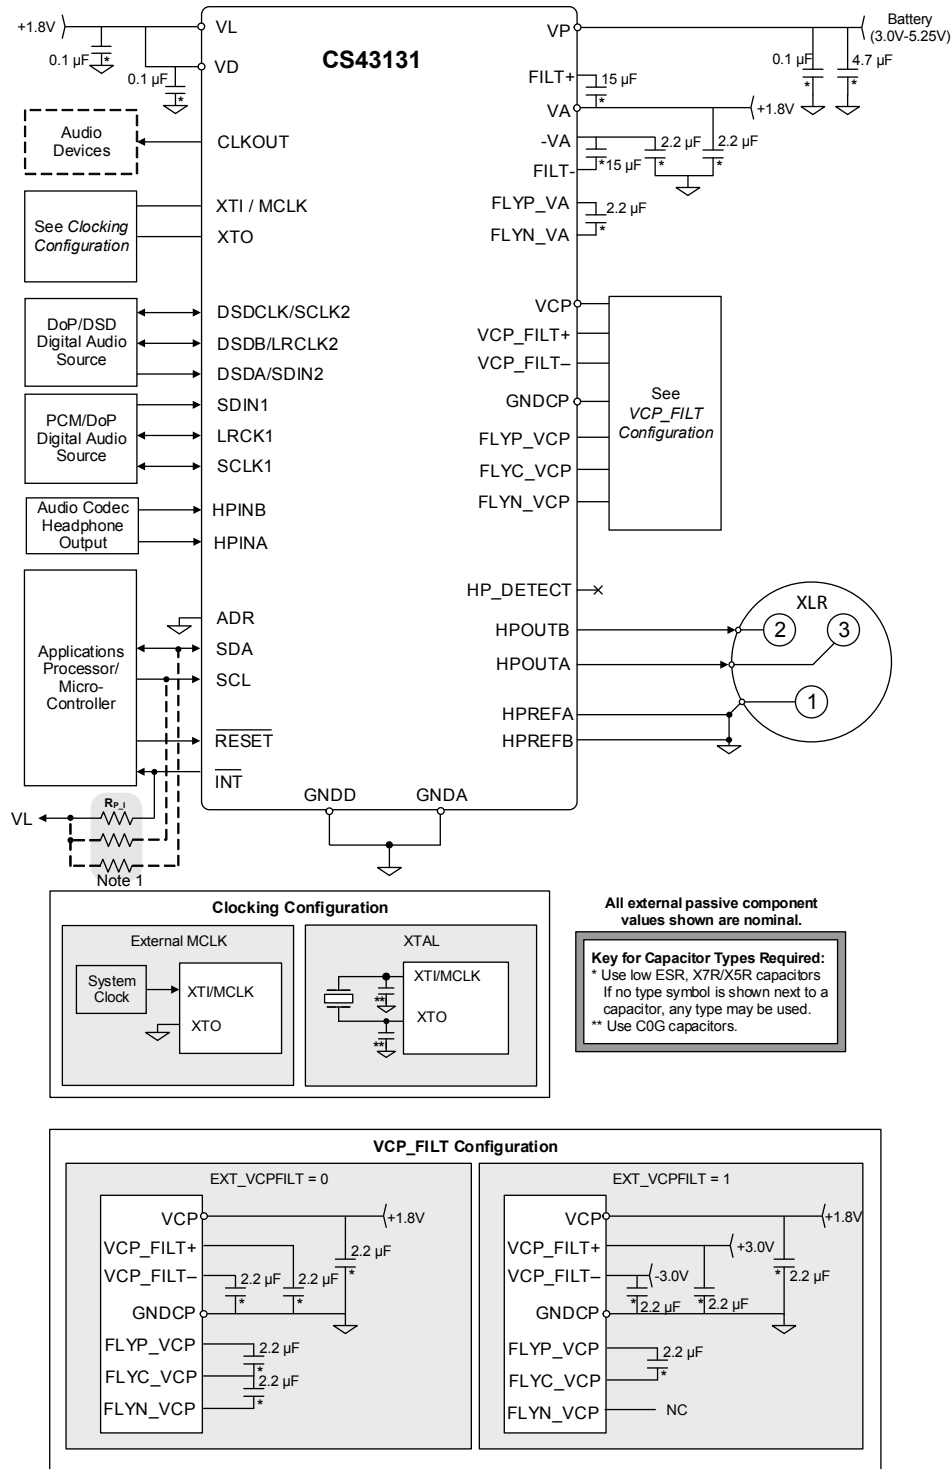 +1.8V
VL
CS43131
VP
Battery
(3.0V-5.25V)
0.1 µF
*
VD
0.1 µF
*
FILT+
15 µF
*
0.1 µF
*
4.7 µF
*
VA
+1.8V
Audio
Devices
CLKOUT
-VA
2.2 µF
*
2.2 µF
*
*15 µF
FILT-
XTI / MCLK
FLYP_VA
2.2 µF
*
See Clocking
Configuration
XTO
FLYN_VA
DoP/DSD
Digital Audio
Source
DSDCLK/SCLK2
DSDB/LRCLK2
DSDA/SDIN2
VCP
VCP_FILT+
VCP_FILT–
GNDCP
FLYP_VCP
FLYC_VCP
FLYN_VCP
See
VCP_FILT
Configuration
PCM/DoP
Digital Audio
Source
SDIN1
LRCK1
SCLK1
Audio Codec
Headphone
Output
HPINB
HPINA
HP_DETECT
XLR
2
3
1
ADR
HPOUTB
Applications
Processor/
Micro-
Controller
SDA
SCL
HPOUTA
HPREFA
HPREFB
RESET
INT
GNDD
GNDA
RP_I
VL
Note 1
Clocking Configuration
External MCLK
System
Clock
XTI/MCLK
XTO
XTAL
XTI/MCLK
XTO
**
**
All external passive component
values shown are nominal.
Key for Capacitor Types Required:
* Use low ESR, X7R/X5R capacitors
If no type symbol is shown next to a
capacitor, any type may be used.
** Use C0G capacitors.
VCP_FILT Configuration
EXT_VCPFILT = 0
VCP
+1.8V
VCP_FILT+
2.2 µF
*
VCP_FILT–
2.2 µF
*
2.2 µF
*
GNDCP
FLYP_VCP
2.2 µF
*
FLYC_VCP
2.2 µF
*
FLYN_VCP
EXT_VCPFILT = 1
VCP
+1.8V
VCP_FILT+
+3.0V
VCP_FILT–
-3.0V
*
2.2 µF
*
2.2 µF
*
2.2 µF
GNDCP
FLYP_VCP
2.2 µF
*
FLYC_VCP
FLYN_VCP
NC